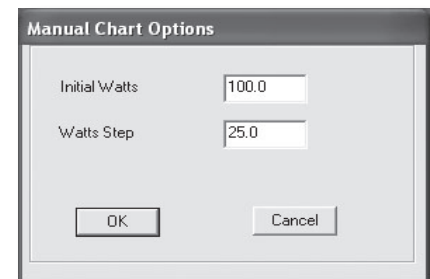 Manual Chart Options
Initial Watts 100.0
Watts Step 25.0
OK Cancel